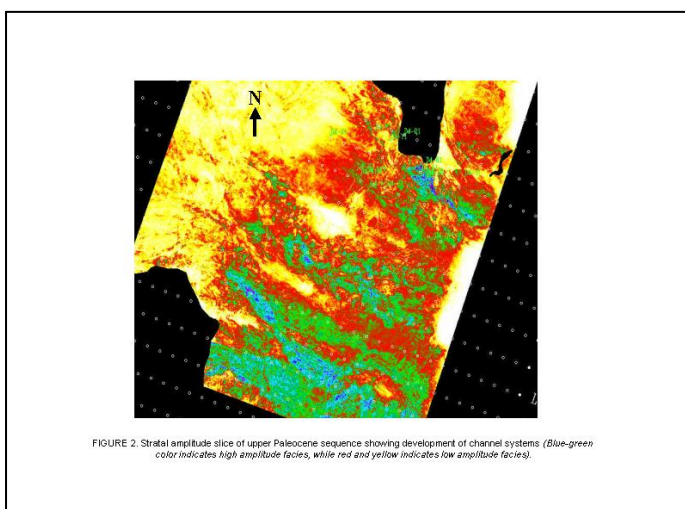 N
FIGURE 2. Stratal amplitude slice of upper Paleocene sequence showing development of channel systems (Blue-green
color indicates high amplitude facies, while red and yellow indicates low amplitude facies).